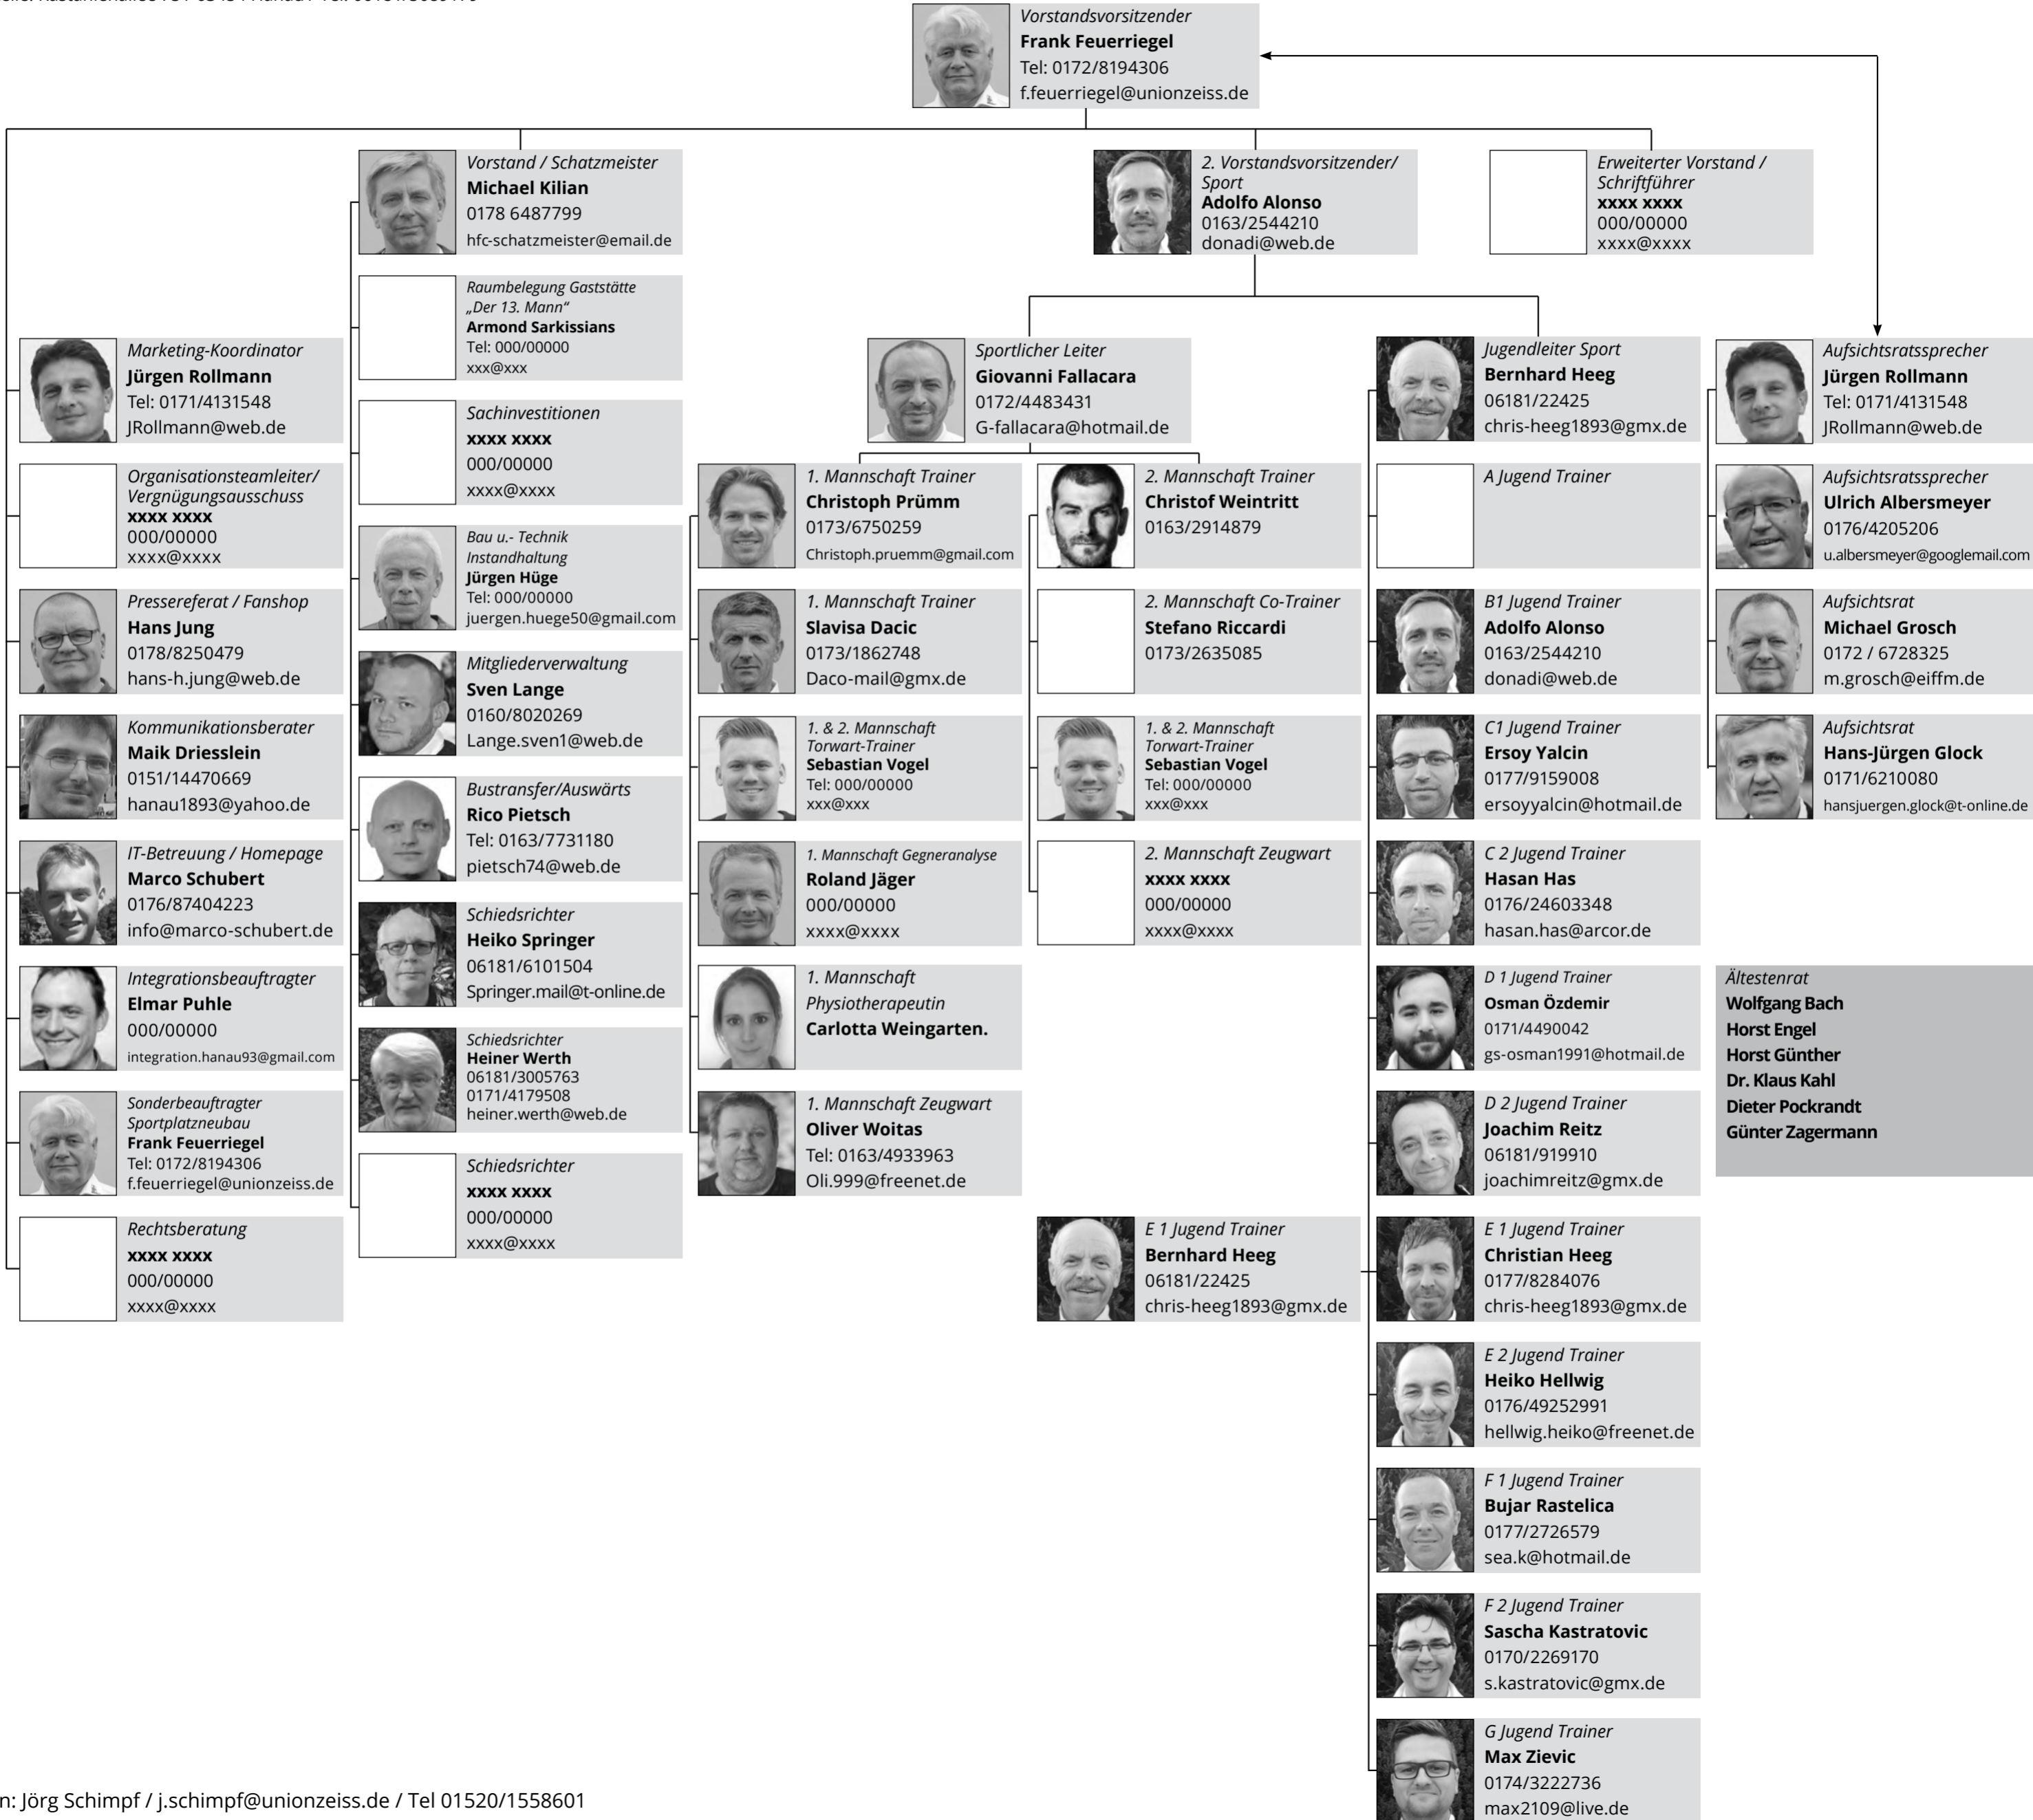 Vorstandsvorsitzender
Frank Feuerriegel
Tel: 0172/8194306
f.feuerriegel@unionzeiss.de
Vorstand / Schatzmeister
Michael Kilian
0178 6487799
hfc-schatzmeister@email.de
2. Vorstandsvorsitzender/
Sport
Adolfo Alonso
0163/2544210
donadi@web.de
Erweiterter Vorstand /
Schriftführer
xxxx xxxx
000/00000
xxxx@xxxx
Marketing-Koordinator
Jürgen Rollmann
Tel: 0171/4131548
JRollmann@web.de
Organisationsteamleiter/
Vergnügungsausschuss
xxxx xxxx
000/00000
xxxx@xxxx
Pressereferat / Fanshop
Hans Jung
0178/8250479
hans-h.jung@web.de
Kommunikationsberater
Maik Driesslein
0151/14470669
hanau1893@yahoo.de
IT-Betreuung / Homepage
Marco Schubert
0176/87404223
info@marco-schubert.de
Integrationsbeauftragter
Elmar Puhle
000/00000
integration.hanau93@gmail.com
Sonderbeauftragter
Sportplatzneubau
Frank Feuerriegel
Tel: 0172/8194306
f.feuerriegel@unionzeiss.de
Rechtsberatung
xxxx xxxx
000/00000
xxxx@xxxx
Raumbelegung Gaststätte
„Der 13. Mann“
Armond Sarkissians
Tel: 000/00000
xxx@xxx
Sachinvestitionen
xxxx xxxx
000/00000
xxxx@xxxx
Bau u.- Technik
Instandhaltung
Jürgen Hüge
Tel: 000/00000
juergen.huege50@gmail.com
Mitgliederverwaltung
Sven Lange
0160/8020269
Lange.sven1@web.de
Bustransfer/Auswärts
Rico Pietsch
Tel: 0163/7731180
pietsch74@web.de
Schiedsrichter
Heiko Springer
06181/6101504
Springer.mail@t-online.de
Schiedsrichter
Heiner Werth
06181/3005763
0171/4179508
heiner.werth@web.de
Schiedsrichter
xxxx xxxx
000/00000
xxxx@xxxx
Sportlicher Leiter
Giovanni Fallacara
0172/4483431
G-fallacara@hotmail.de
1. Mannschaft Trainer
Christoph Prümm
0173/6750259
Christoph.pruemm@gmail.com
1. Mannschaft Trainer
Slavisa Dacic
0173/1862748
Daco-mail@gmx.de
1. & 2. Mannschaft
Torwart-Trainer
Sebastian Vogel
Tel: 000/00000
xxx@xxx
1. Mannschaft Gegneranalyse
Roland Jäger
000/00000
xxxx@xxxx
1. Mannschaft
Physiotherapeutin
Carlotta Weingarten.
1. Mannschaft Zeugwart
Oliver Woitas
Tel: 0163/4933963
Oli.999@freenet.de
2. Mannschaft Trainer
Christof Weintritt
0163/2914879
2. Mannschaft Co-Trainer
Stefano Riccardi
0173/2635085
1. & 2. Mannschaft
Torwart-Trainer
Sebastian Vogel
Tel: 000/00000
xxx@xxx
2. Mannschaft Zeugwart
xxxx xxxx
000/00000
xxxx@xxxx
E 1 Jugend Trainer
Bernhard Heeg
06181/22425
chris-heeg1893@gmx.de
Jugendleiter Sport
Bernhard Heeg
06181/22425
chris-heeg1893@gmx.de
A Jugend Trainer
B1 Jugend Trainer
Adolfo Alonso
0163/2544210
donadi@web.de
C1 Jugend Trainer
Ersoy Yalcin
0177/9159008
ersoyyalcin@hotmail.de
C 2 Jugend Trainer
Hasan Has
0176/24603348
hasan.has@arcor.de
D 1 Jugend Trainer
Osman Özdemir
0171/4490042
gs-osman1991@hotmail.de
D 2 Jugend Trainer
Joachim Reitz
06181/919910
joachimreitz@gmx.de
E 1 Jugend Trainer
Christian Heeg
0177/8284076
chris-heeg1893@gmx.de
E 2 Jugend Trainer
Heiko Hellwig
0176/49252991
hellwig.heiko@freenet.de
F 1 Jugend Trainer
Bujar Rastelica
0177/2726579
sea.k@hotmail.de
F 2 Jugend Trainer
Sascha Kastratovic
0170/2269170
s.kastratovic@gmx.de
G Jugend Trainer
Max Zievic
0174/3222736
max2109@live.de
Aufsichtsratssprecher
Jürgen Rollmann
Tel: 0171/4131548
JRollmann@web.de
Aufsichtsratssprecher
Ulrich Albersmeyer
0176/4205206
u.albersmeyer@googlemail.com
Aufsichtsrat
Michael Grosch
0172 / 6728325
m.grosch@eiffm.de
Aufsichtsrat
Hans-Jürgen Glock
0171/6210080
hansjuergen.glock@t-online.de
Ältestenrat
Wolfgang Bach
Horst Engel
Horst Günther
Dr. Klaus Kahl
Dieter Pockrandt
Günter Zagermann
n: Jörg Schimpf / j.schimpf@unionzeiss.de / Tel 01520/1558601